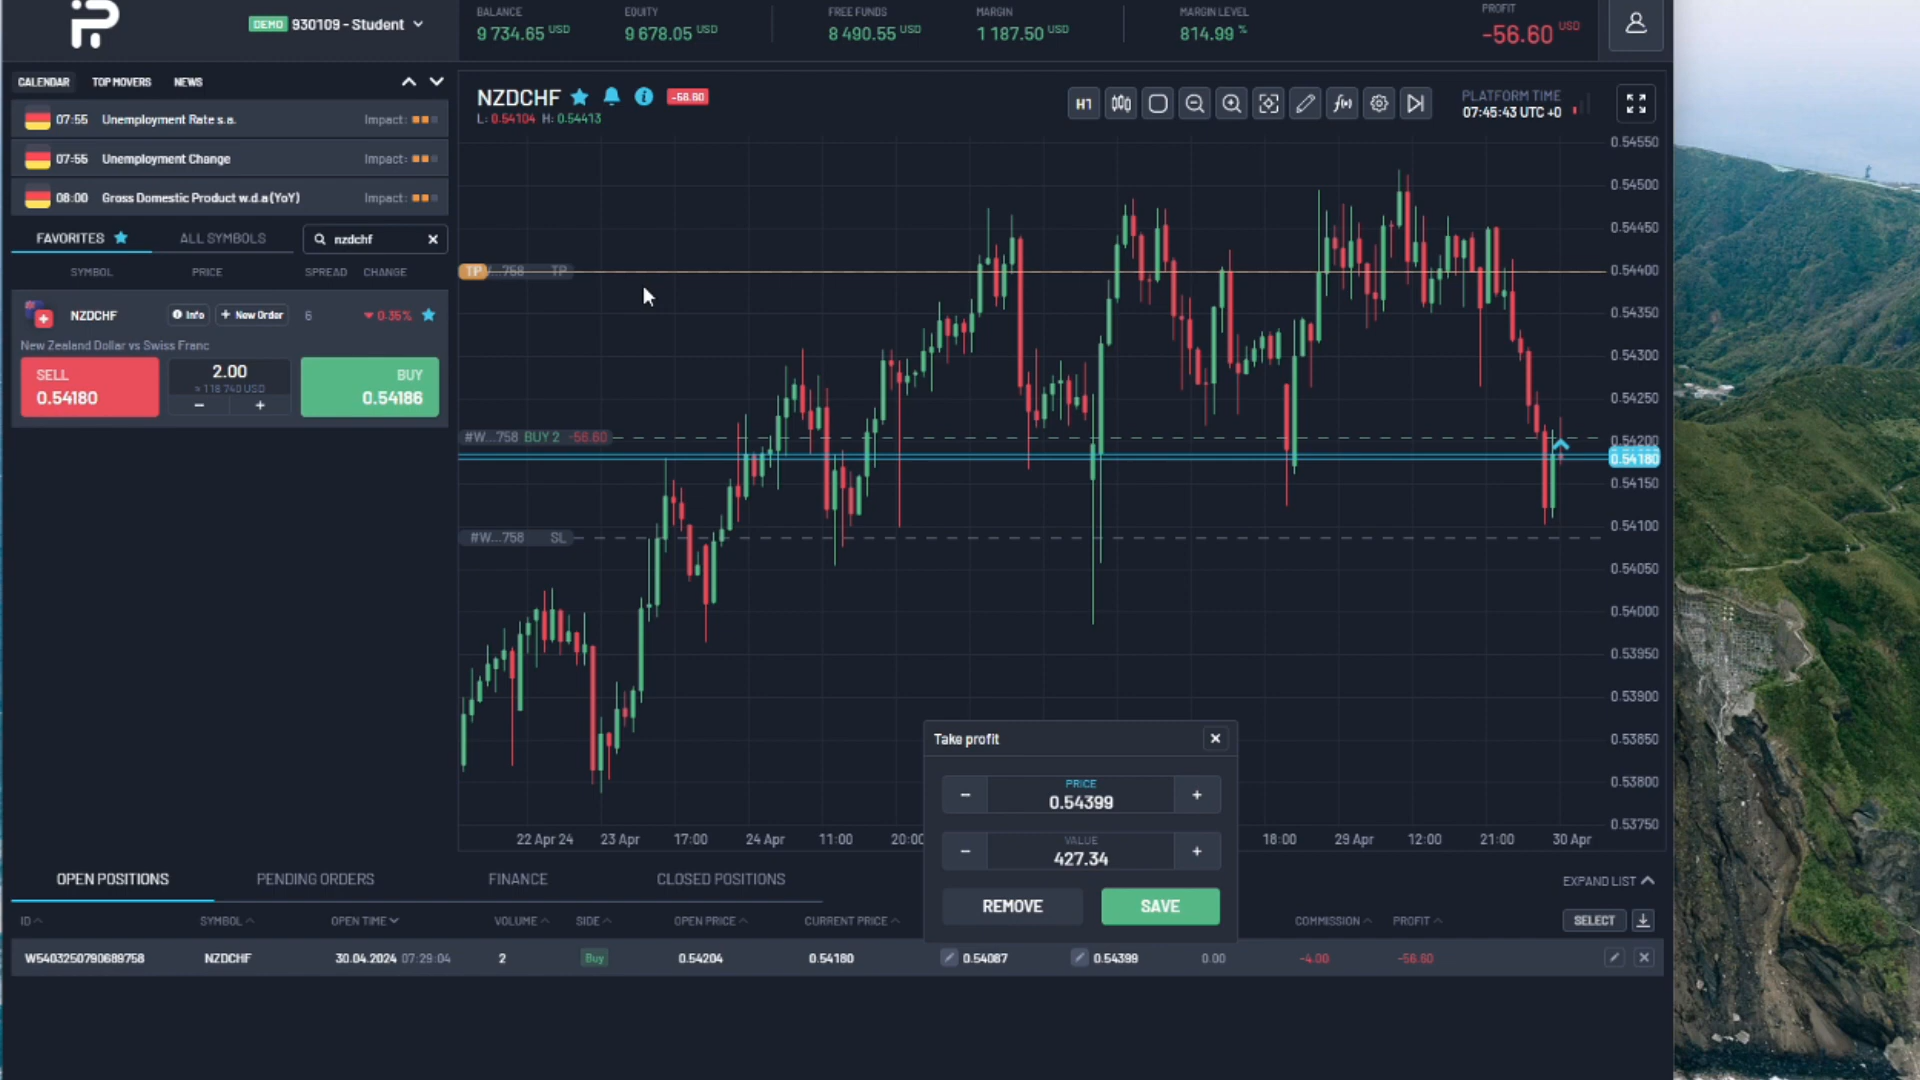 DEMO 930109 - Student
BALANCE
9 734.65 USD
EQUITY
9 678.05 USD
FREE FUNDS
8 490.55 USD
MARGIN
1 187.50 USD
MARGIN LEVEL
814.99 %
PROFIT
-56.60 USD
CALENDAR TOP MOVERS NEWS
07:55 Unemployment Rate s.a. Impact:
07:55 Unemployment Change Impact:
08:00 Gross Domestic Product w.d.a (YoY) Impact:
FAVORITES ALL SYMBOLS nzdchf
SYMBOL PRICE SPREAD CHANGE
NZDCHF Info + New Order 6 0.35%
New Zealand Dollar vs Swiss Franc
SELL
0.54180
2.00
≈ 118 740 USD
− +
BUY
0.54186
NZDCHF -56.60
L: 0.54104 H: 0.54413
H1
f(x)
PLATFORM TIME
07:45:43 UTC +0
0.54550
0.54500
0.54450
0.54400
0.54350
0.54300
0.54250
0.54200
0.54180
0.54150
0.54100
0.54050
0.54000
0.53950
0.53900
0.53850
0.53800
0.53750
TP ...758 TP
#W...758 BUY 2 -56.60
#W...758 SL
22 Apr 24 23 Apr 17:00 24 Apr 11:00 20:00 18:00 29 Apr 12:00 21:00 30 Apr
Take profit
PRICE
− 0.54399 +
VALUE
− 427.34 +
REMOVE SAVE
OPEN POSITIONS PENDING ORDERS FINANCE CLOSED POSITIONS EXPAND LIST
ID SYMBOL OPEN TIME VOLUME SIDE OPEN PRICE CURRENT PRICE COMMISSION PROFIT SELECT
W5403250790689758 NZDCHF 30.04.2024 07:29:04 2 Buy 0.54204 0.54180 0.54087 0.54399 0.00 -4.00 -56.60